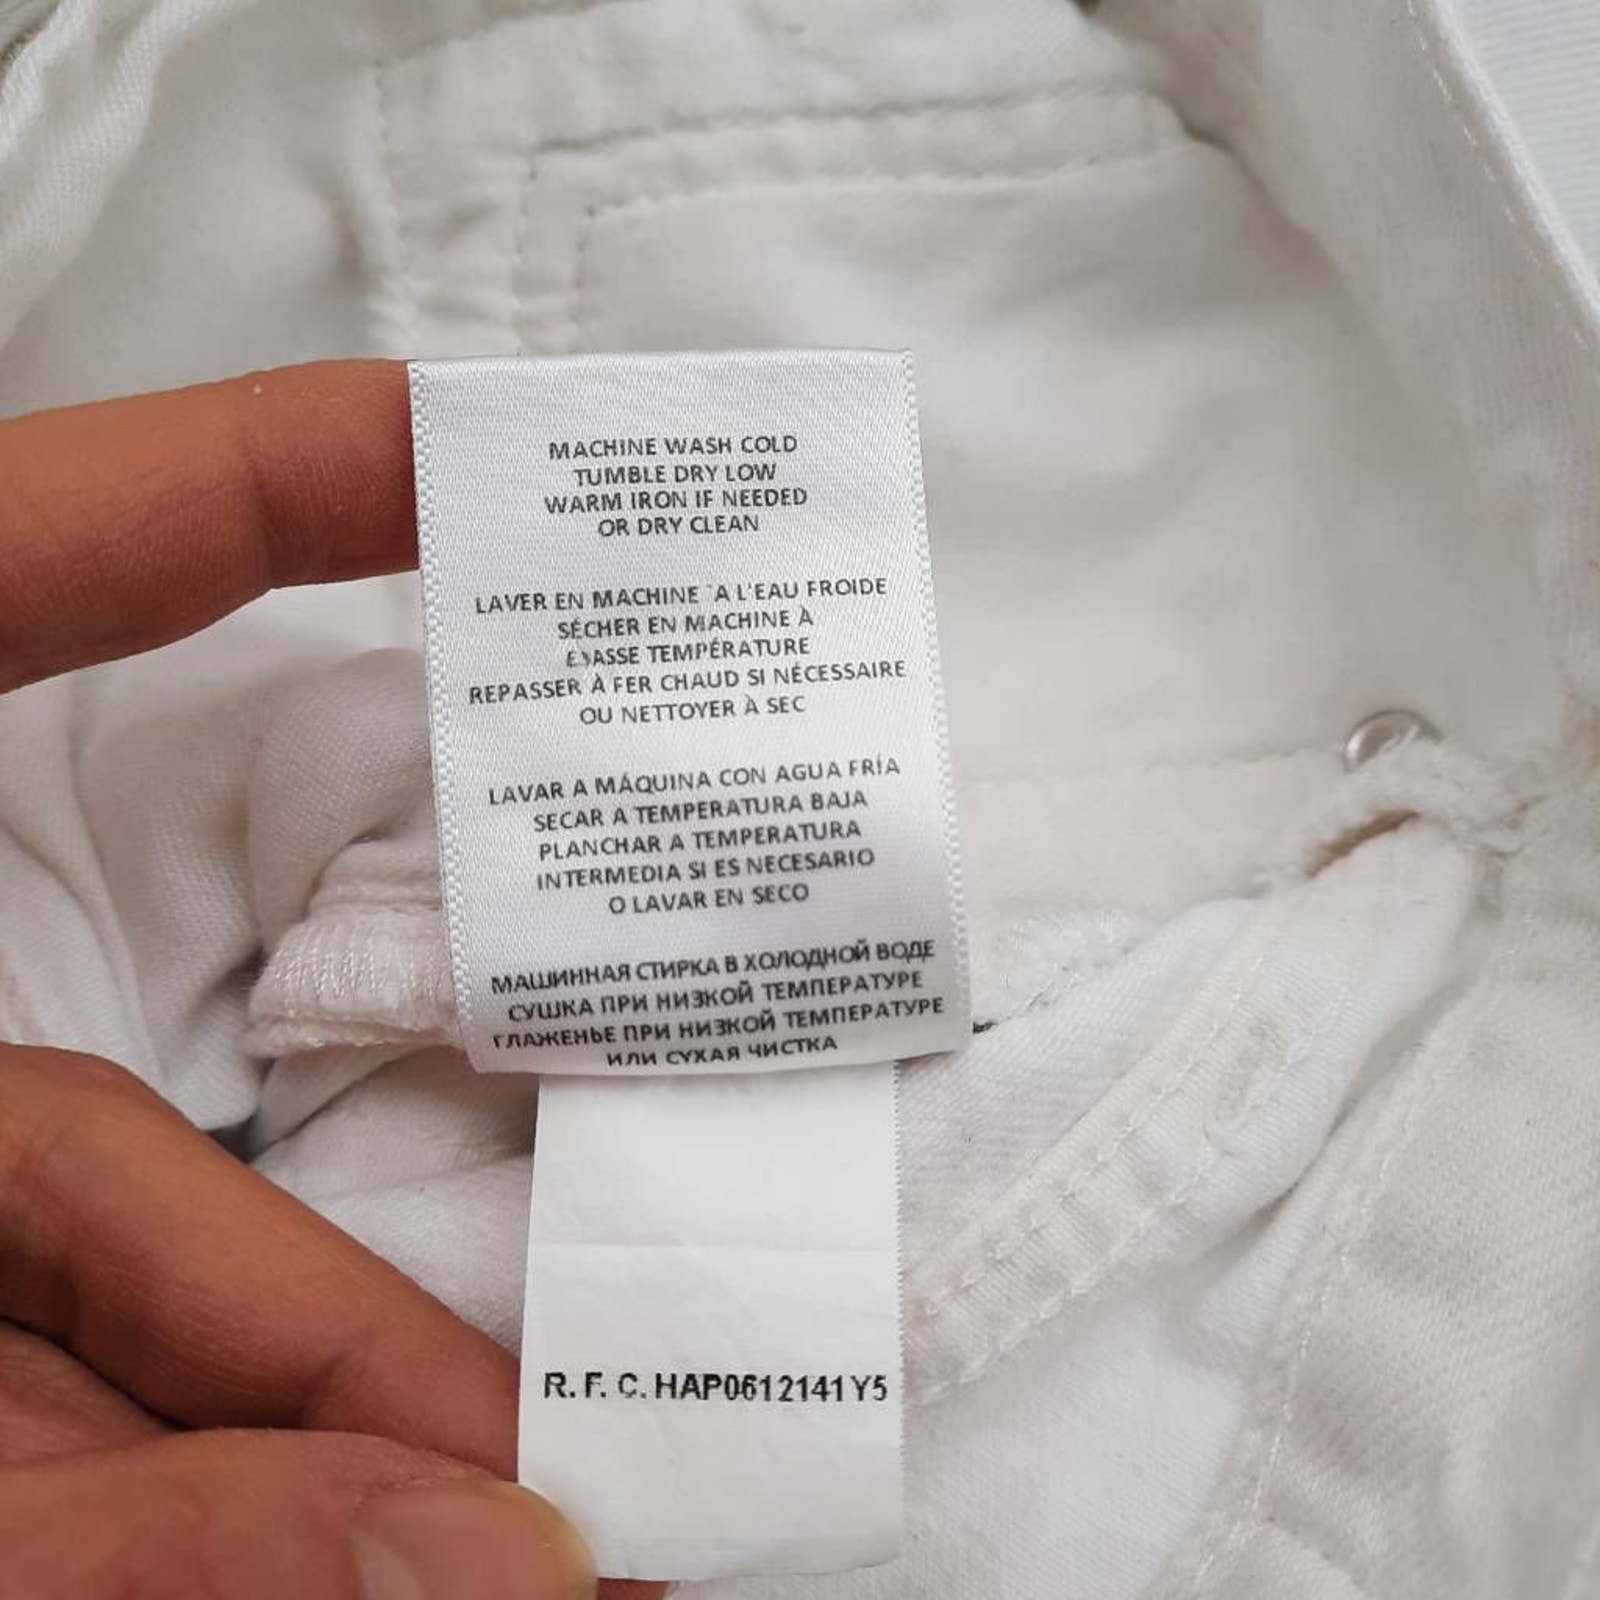 MACHINE WASH COLD
TUMBLE DRY LOW
WARM IRON IF NEEDED
OR DRY CLEAN
LAVER EN MACHINE `A L'EAU FROIDE
SÉCHER EN MACHINE À
BASSE TEMPÉRATURE
REPASSER À FER CHAUD SI NÉCESSAIRE
OU NETTOYER À SEC
LAVAR A MÁQUINA CON AGUA FRÍA
SECAR A TEMPERATURA BAJA
PLANCHAR A TEMPERATURA
INTERMEDIA SI ES NECESARIO
O LAVAR EN SECO
МАШИННАЯ СТИРКА В ХОЛОДНОЙ ВОДЕ
СУШКА ПРИ НИЗКОЙ ТЕМПЕРАТУРЕ
ГЛАЖЕНЬЕ ПРИ НИЗКОЙ ТЕМПЕРАТУРЕ
ИЛИ СУХАЯ ЧИСТКА
R. F. C. HAP0612141Y5